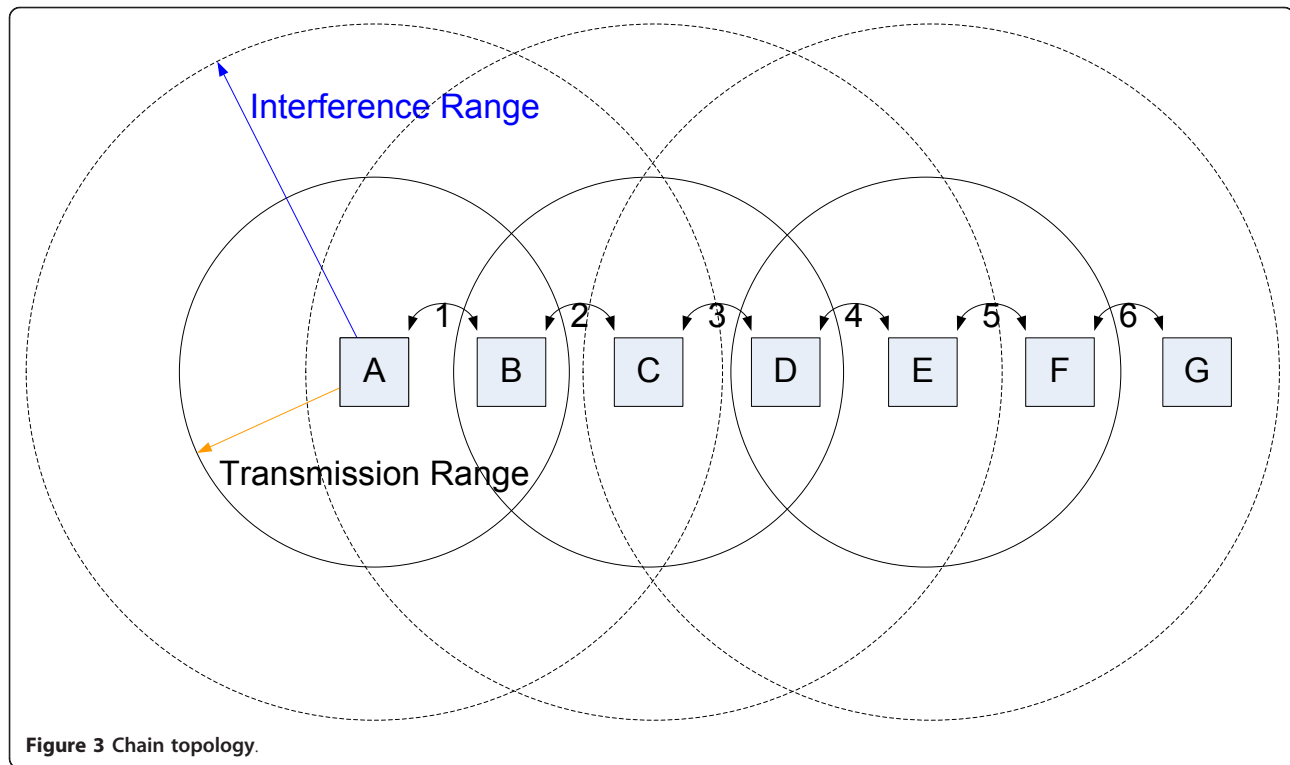 Interference Range
1 2 3 4 5 6
A B C D E F G
Transmission Range
Figure 3 Chain topology.